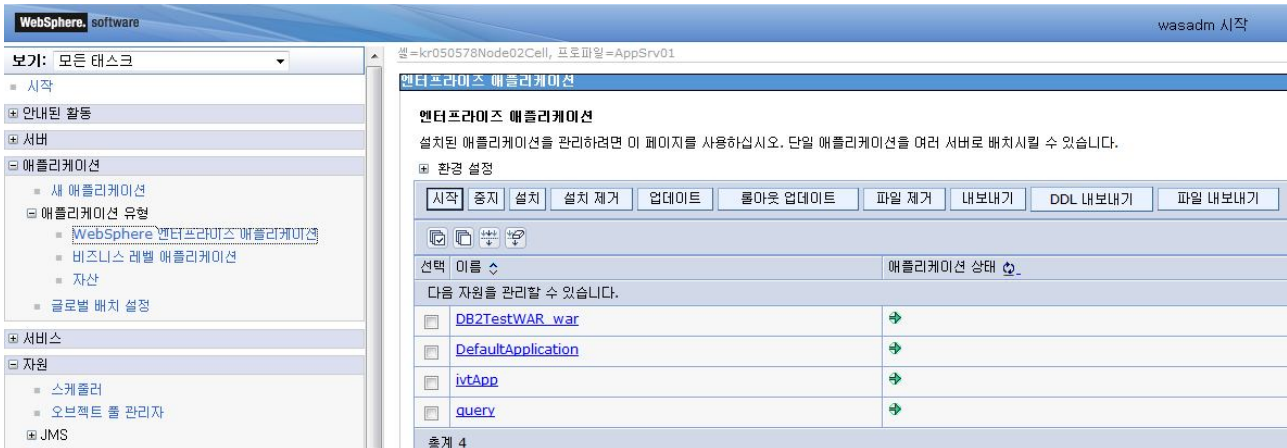 WebSphere. software
wasadm 시작
보기: 모든 태스크
시작
안내된 활동
서버
애플리케이션
새 애플리케이션
애플리케이션 유형
WebSphere 엔터프라이즈 애플리케이션
비즈니스 레벨 애플리케이션
자산
글로벌 배치 설정
서비스
자원
스케줄러
오브젝트 풀 관리자
JMS
셀=kr050578Node02Cell, 프로파일=AppSrv01
엔터프라이즈 애플리케이션
엔터프라이즈 애플리케이션
설치된 애플리케이션을 관리하려면 이 페이지를 사용하십시오. 단일 애플리케이션을 여러 서버로 배치시킬 수 있습니다.
환경 설정
시작 중지 설치 설치 제거 업데이트 롤아웃 업데이트 파일 제거 내보내기 DDL 내보내기 파일 내보내기
선택 이름 애플리케이션 상태
다음 자원을 관리할 수 있습니다.
DB2TestWAR_war
DefaultApplication
ivtApp
query
총계 4